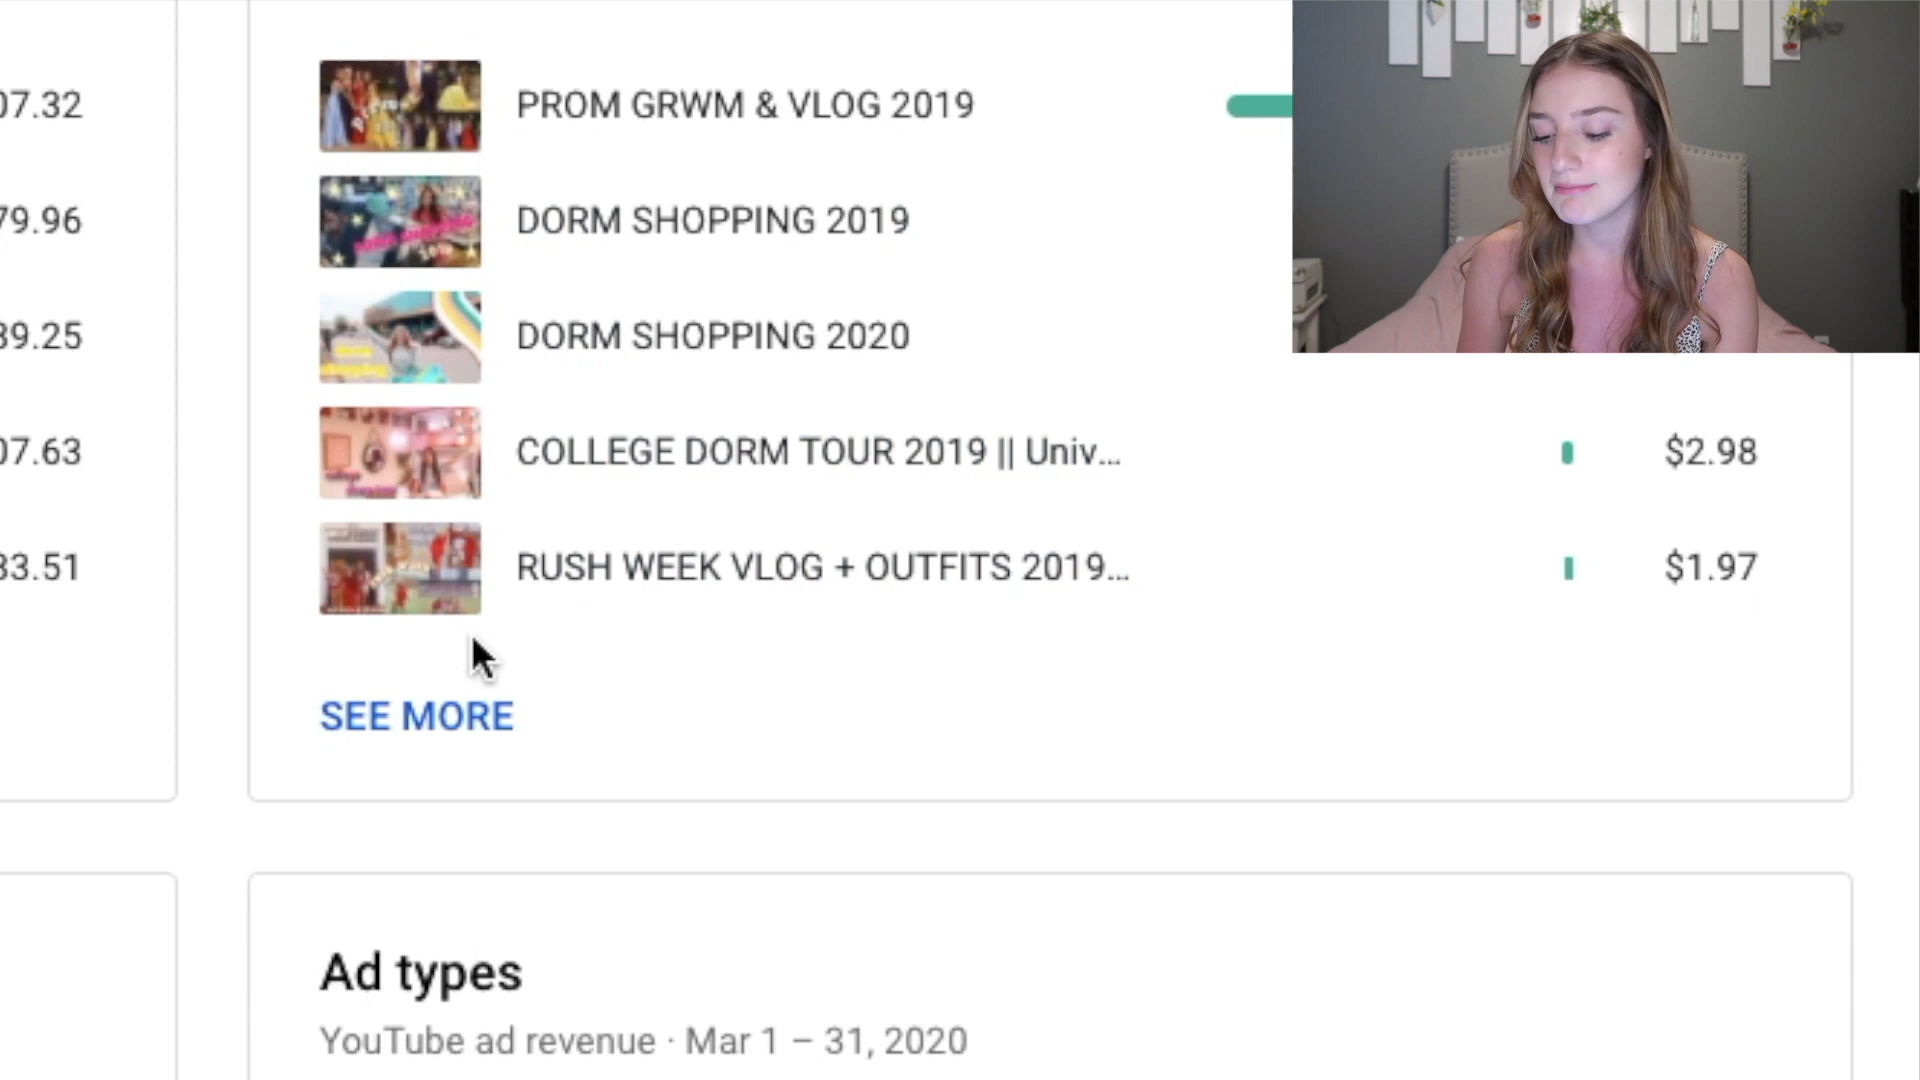 07.32
PROM GRWM & VLOG 2019
79.96
DORM SHOPPING 2019
39.25
DORM SHOPPING 2020
07.63
COLLEGE DORM TOUR 2019 || Univ... $2.98
33.51
RUSH WEEK VLOG + OUTFITS 2019... $1.97
SEE MORE
Ad types
YouTube ad revenue · Mar 1 – 31, 2020